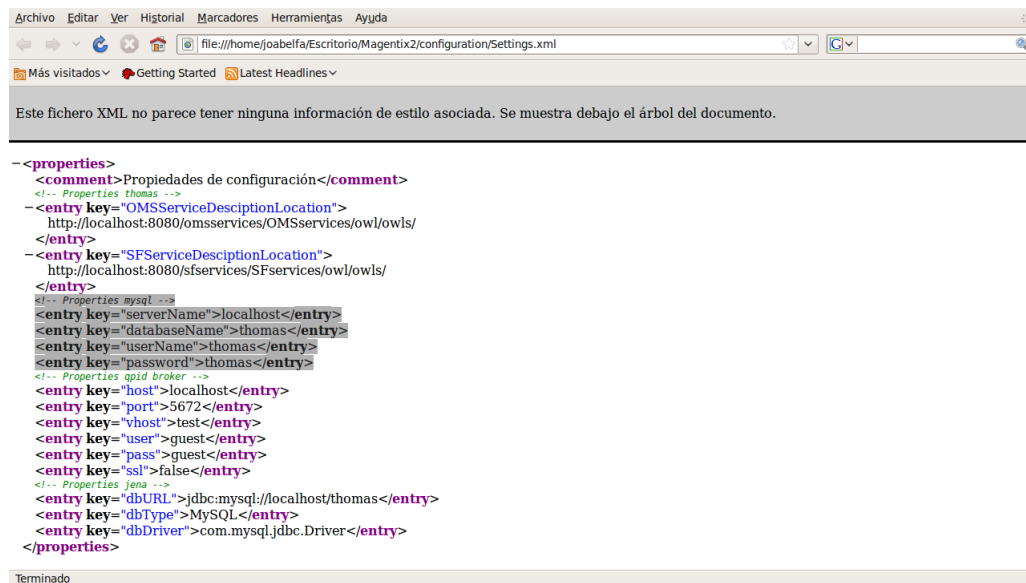 Archivo Editar Ver Historial Marcadores Herramientas Ayuda
file:///home/joabelfa/Escritorio/Magentix2/configuration/Settings.xml
Más visitados Getting Started Latest Headlines
Este fichero XML no parece tener ninguna información de estilo asociada. Se muestra debajo el árbol del documento.
−<properties>
<comment>Propiedades de configuración</comment>
<!-- Properties thomas -->
−<entry key="OMSServiceDesciptionLocation">
http://localhost:8080/omsservices/OMSservices/owl/owls/
</entry>
−<entry key="SFServiceDesciptionLocation">
http://localhost:8080/sfservices/SFservices/owl/owls/
</entry>
<!-- Properties mysql -->
<entry key="serverName">localhost</entry>
<entry key="databaseName">thomas</entry>
<entry key="userName">thomas</entry>
<entry key="password">thomas</entry>
<!-- Properties qpid broker -->
<entry key="host">localhost</entry>
<entry key="port">5672</entry>
<entry key="vhost">test</entry>
<entry key="user">guest</entry>
<entry key="pass">guest</entry>
<entry key="ssl">false</entry>
<!-- Properties jena -->
<entry key="dbURL">jdbc:mysql://localhost/thomas</entry>
<entry key="dbType">MySQL</entry>
<entry key="dbDriver">com.mysql.jdbc.Driver</entry>
</properties>
Terminado